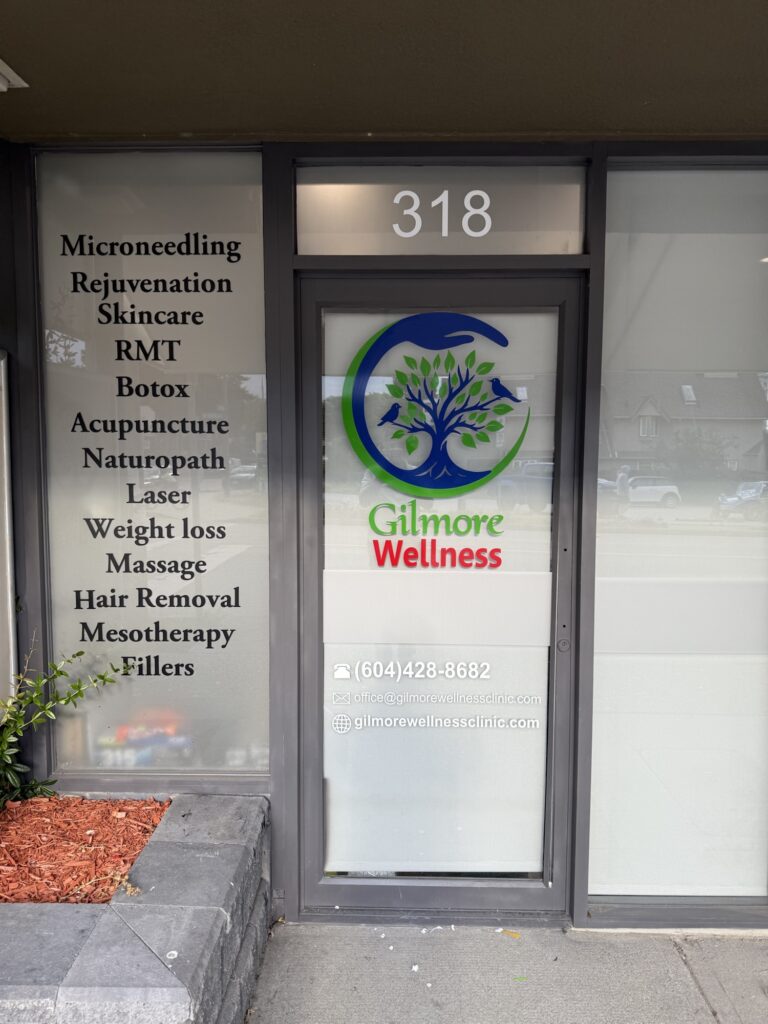 318
Microneedling
Rejuvenation
Skincare
RMT
Botox
Acupuncture
Naturopath
Laser
Weight loss
Massage
Hair Removal
Mesotherapy
Fillers
Gilmore
Wellness
(604)428-8682
office@gilmorewellnessclinic.com
gilmorewellnessclinic.com